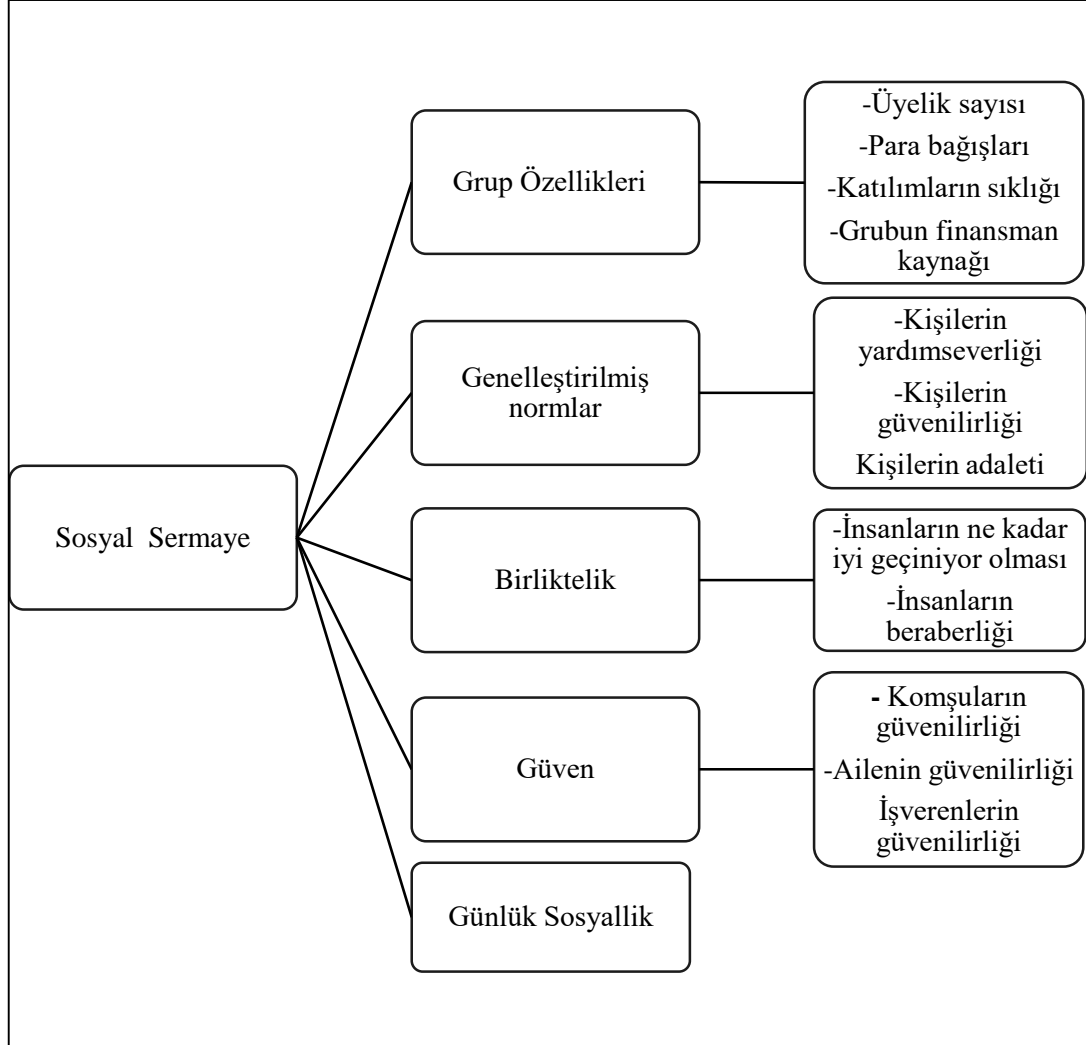 Sosyal Sermaye
Grup Özellikleri
-Üyelik sayısı
-Para bağışları
-Katılımların sıklığı
-Grubun finansman
kaynağı
Genelleştirilmiş
normlar
-Kişilerin
yardımseverliği
-Kişilerin
güvenilirliği
Kişilerin adaleti
Birliktelik
-İnsanların ne kadar
iyi geçiniyor olması
-İnsanların
beraberliği
Güven
- Komşuların
güvenilirliği
-Ailenin güvenilirliği
İşverenlerin
güvenilirliği
Günlük Sosyallik